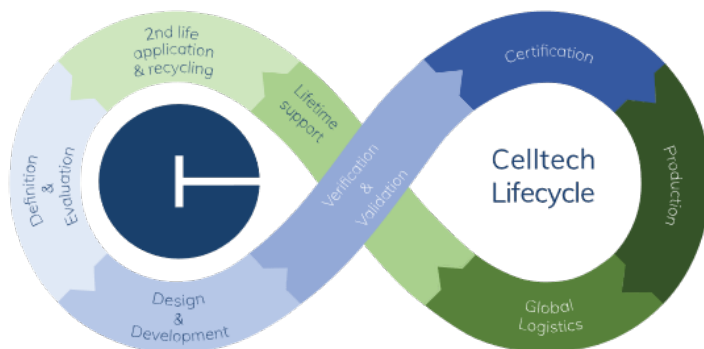 2nd life
application
& recycling
Lifetime
support
Certification
Definition
&
Evaluation
Verification
&
Validation
Celltech
Lifecycle
Production
Design
&
Development
Global
Logistics